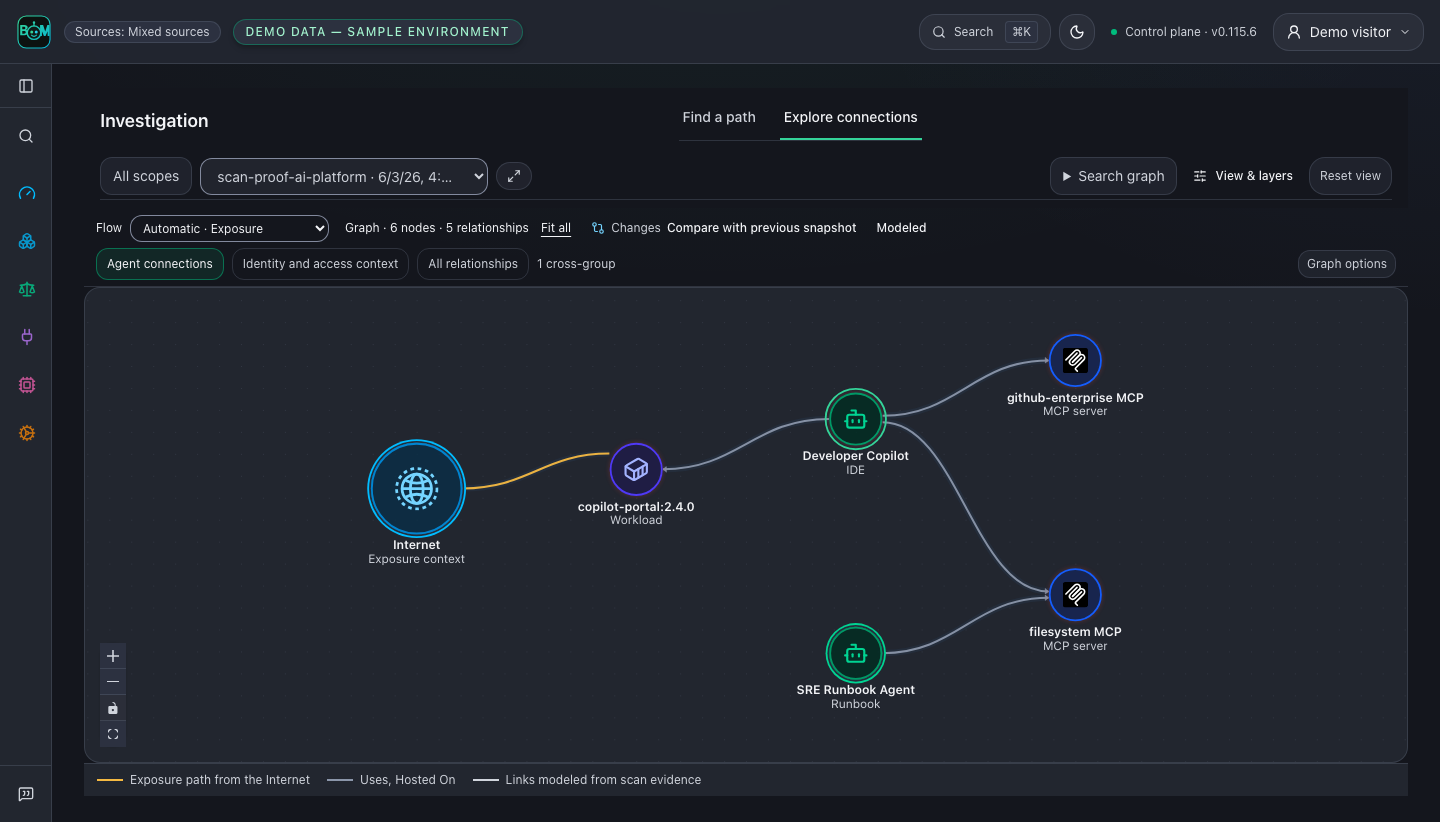 BOM
Sources: Mixed sources
DEMO DATA — SAMPLE ENVIRONMENT
Search
⌘K
Control plane · v0.115.6
Demo visitor
Investigation
Find a path
Explore connections
All scopes
scan-proof-ai-platform · 6/3/26, 4:...
Search graph
View & layers
Reset view
Flow
Automatic · Exposure
Graph · 6 nodes · 5 relationships
Fit all
Changes
Compare with previous snapshot
Modeled
Agent connections
Identity and access context
All relationships
1 cross-group
Graph options
github-enterprise MCP
MCP server
Developer Copilot
IDE
copilot-portal:2.4.0
Workload
Internet
Exposure context
filesystem MCP
MCP server
SRE Runbook Agent
Runbook
Exposure path from the Internet
Uses, Hosted On
Links modeled from scan evidence